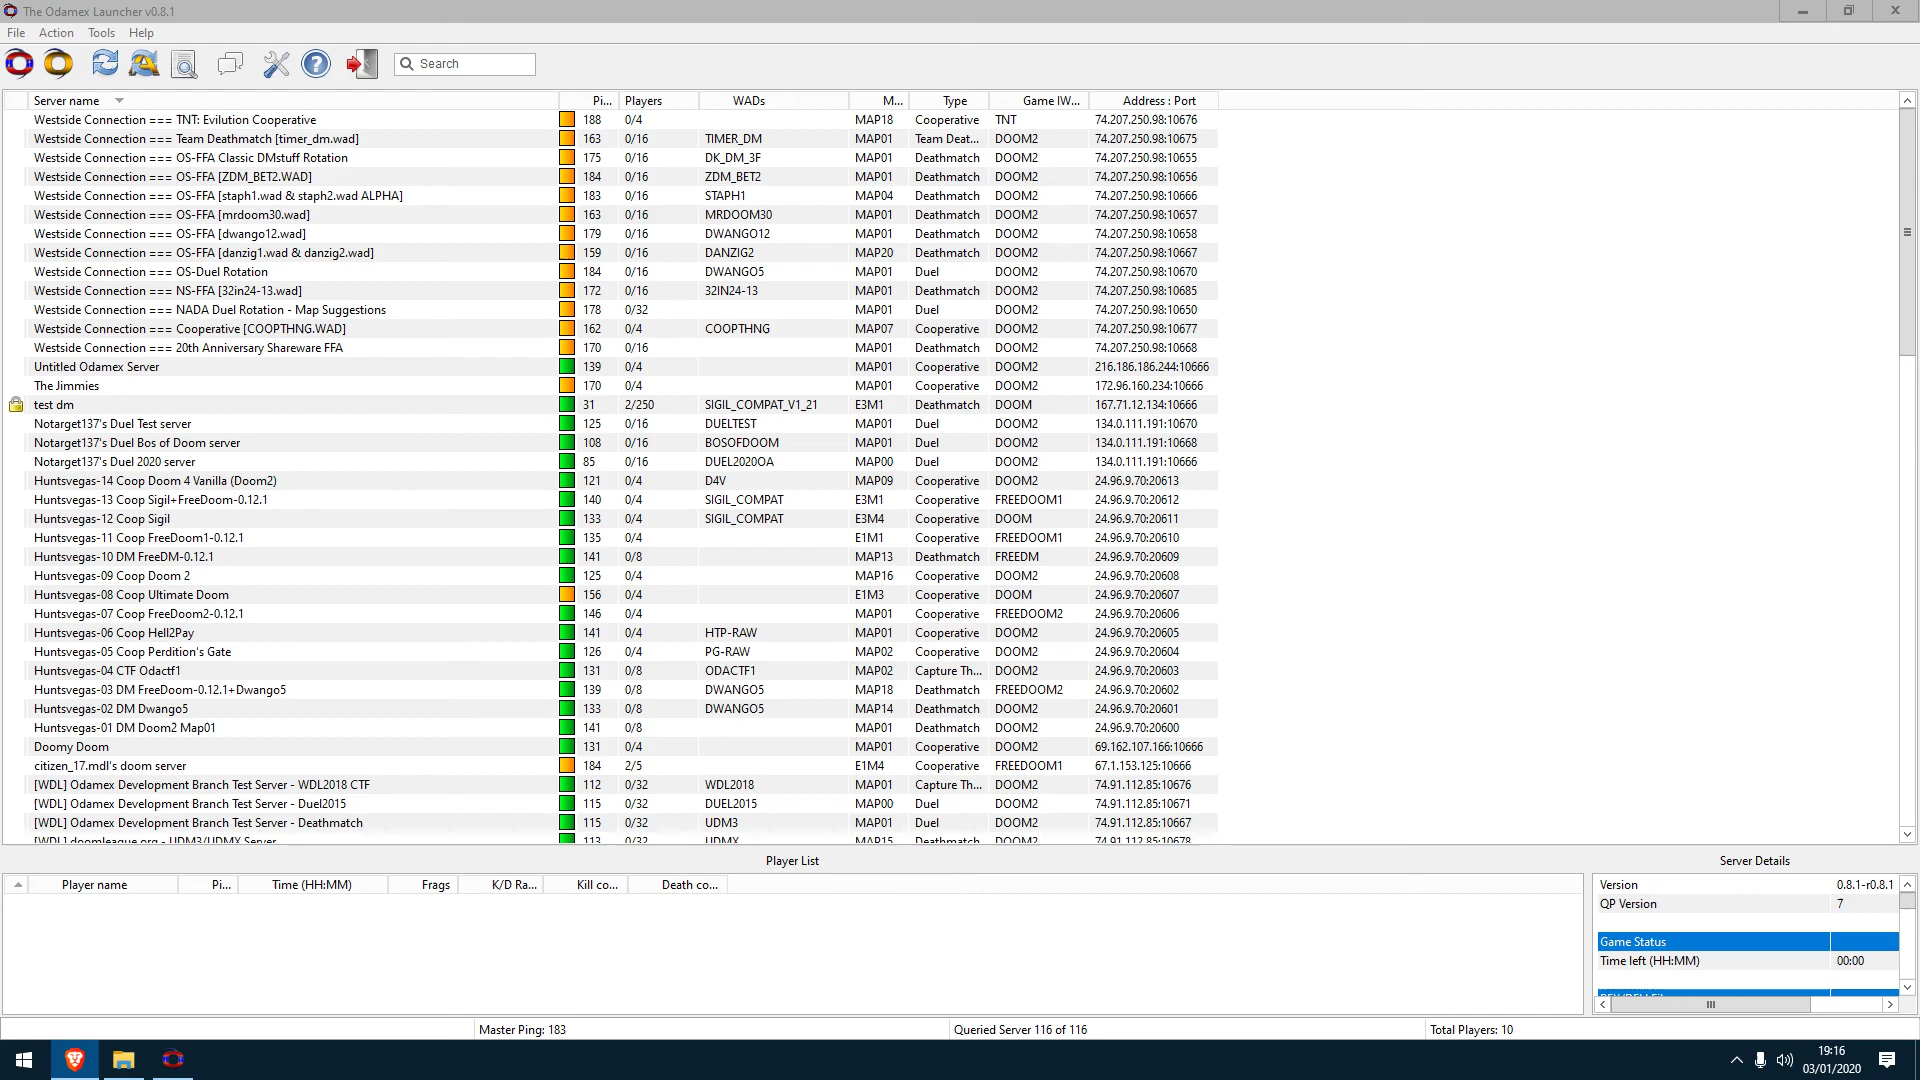 The Odamex Launcher v0.8.1
File Action Tools Help
Search
Server name Pi... Players WADs M... Type Game IW... Address : Port
Westside Connection === TNT: Evilution Cooperative 188 0/4 MAP18 Cooperative TNT 74.207.250.98:10676
Westside Connection === Team Deathmatch [timer_dm.wad] 163 0/16 TIMER_DM MAP01 Team Deat... DOOM2 74.207.250.98:10675
Westside Connection === OS-FFA Classic DMstuff Rotation 175 0/16 DK_DM_3F MAP01 Deathmatch DOOM2 74.207.250.98:10655
Westside Connection === OS-FFA [ZDM_BET2.WAD] 184 0/16 ZDM_BET2 MAP01 Deathmatch DOOM2 74.207.250.98:10656
Westside Connection === OS-FFA [staph1.wad & staph2.wad ALPHA] 183 0/16 STAPH1 MAP04 Deathmatch DOOM2 74.207.250.98:10666
Westside Connection === OS-FFA [mrdoom30.wad] 163 0/16 MRDOOM30 MAP01 Deathmatch DOOM2 74.207.250.98:10657
Westside Connection === OS-FFA [dwango12.wad] 179 0/16 DWANGO12 MAP01 Deathmatch DOOM2 74.207.250.98:10658
Westside Connection === OS-FFA [danzig1.wad & danzig2.wad] 159 0/16 DANZIG2 MAP20 Deathmatch DOOM2 74.207.250.98:10667
Westside Connection === OS-Duel Rotation 184 0/16 DWANGO5 MAP01 Duel DOOM2 74.207.250.98:10670
Westside Connection === NS-FFA [32in24-13.wad] 172 0/16 32IN24-13 MAP01 Deathmatch DOOM2 74.207.250.98:10685
Westside Connection === NADA Duel Rotation - Map Suggestions 178 0/32 MAP01 Duel DOOM2 74.207.250.98:10650
Westside Connection === Cooperative [COOPTHNG.WAD] 162 0/4 COOPTHNG MAP07 Cooperative DOOM2 74.207.250.98:10677
Westside Connection === 20th Anniversary Shareware FFA 170 0/16 MAP01 Deathmatch DOOM2 74.207.250.98:10668
Untitled Odamex Server 139 0/4 MAP01 Cooperative DOOM2 216.186.186.244:10666
The Jimmies 170 0/4 MAP01 Cooperative DOOM2 172.96.160.234:10666
test dm 31 2/250 SIGIL_COMPAT_V1_21 E3M1 Deathmatch DOOM 167.71.12.134:10666
Notarget137's Duel Test server 125 0/16 DUELTEST MAP01 Duel DOOM2 134.0.111.191:10670
Notarget137's Duel Bos of Doom server 108 0/16 BOSOFDOOM MAP01 Duel DOOM2 134.0.111.191:10668
Notarget137's Duel 2020 server 85 0/16 DUEL2020OA MAP00 Duel DOOM2 134.0.111.191:10666
Huntsvegas-14 Coop Doom 4 Vanilla (Doom2) 121 0/4 D4V MAP09 Cooperative DOOM2 24.96.9.70:20613
Huntsvegas-13 Coop Sigil+FreeDoom-0.12.1 140 0/4 SIGIL_COMPAT E3M1 Cooperative FREEDOOM1 24.96.9.70:20612
Huntsvegas-12 Coop Sigil 133 0/4 SIGIL_COMPAT E3M4 Cooperative DOOM 24.96.9.70:20611
Huntsvegas-11 Coop FreeDoom1-0.12.1 135 0/4 E1M1 Cooperative FREEDOOM1 24.96.9.70:20610
Huntsvegas-10 DM FreeDM-0.12.1 141 0/8 MAP13 Deathmatch FREEDM 24.96.9.70:20609
Huntsvegas-09 Coop Doom 2 125 0/4 MAP16 Cooperative DOOM2 24.96.9.70:20608
Huntsvegas-08 Coop Ultimate Doom 156 0/4 E1M3 Cooperative DOOM 24.96.9.70:20607
Huntsvegas-07 Coop FreeDoom2-0.12.1 146 0/4 MAP01 Cooperative FREEDOOM2 24.96.9.70:20606
Huntsvegas-06 Coop Hell2Pay 141 0/4 HTP-RAW MAP01 Cooperative DOOM2 24.96.9.70:20605
Huntsvegas-05 Coop Perdition's Gate 126 0/4 PG-RAW MAP02 Cooperative DOOM2 24.96.9.70:20604
Huntsvegas-04 CTF Odactf1 131 0/8 ODACTF1 MAP02 Capture Th... DOOM2 24.96.9.70:20603
Huntsvegas-03 DM FreeDoom-0.12.1+Dwango5 139 0/8 DWANGO5 MAP18 Deathmatch FREEDOOM2 24.96.9.70:20602
Huntsvegas-02 DM Dwango5 133 0/8 DWANGO5 MAP14 Deathmatch DOOM2 24.96.9.70:20601
Huntsvegas-01 DM Doom2 Map01 141 0/8 MAP01 Deathmatch DOOM2 24.96.9.70:20600
Doomy Doom 131 0/4 MAP01 Cooperative DOOM2 69.162.107.166:10666
citizen_17.mdl's doom server 184 2/5 E1M4 Cooperative FREEDOOM1 67.1.153.125:10666
[WDL] Odamex Development Branch Test Server - WDL2018 CTF 112 0/32 WDL2018 MAP01 Capture Th... DOOM2 74.91.112.85:10676
[WDL] Odamex Development Branch Test Server - Duel2015 115 0/32 DUEL2015 MAP00 Duel DOOM2 74.91.112.85:10671
[WDL] Odamex Development Branch Test Server - Deathmatch 115 0/32 UDM3 MAP01 Duel DOOM2 74.91.112.85:10667
[WDL] doomleague.org - UDM3/UDMX Server 113 0/32 UDMX MAP15 Deathmatch DOOM2 74.91.112.85:10678
Player List Server Details
Player name Pi... Time (HH:MM) Frags K/D Ra... Kill co... Death co...
Version 0.8.1-r0.8.1
QP Version 7
Game Status
Time left (HH:MM) 00:00
Master Ping: 183 Queried Server 116 of 116 Total Players: 10
19:16
03/01/2020